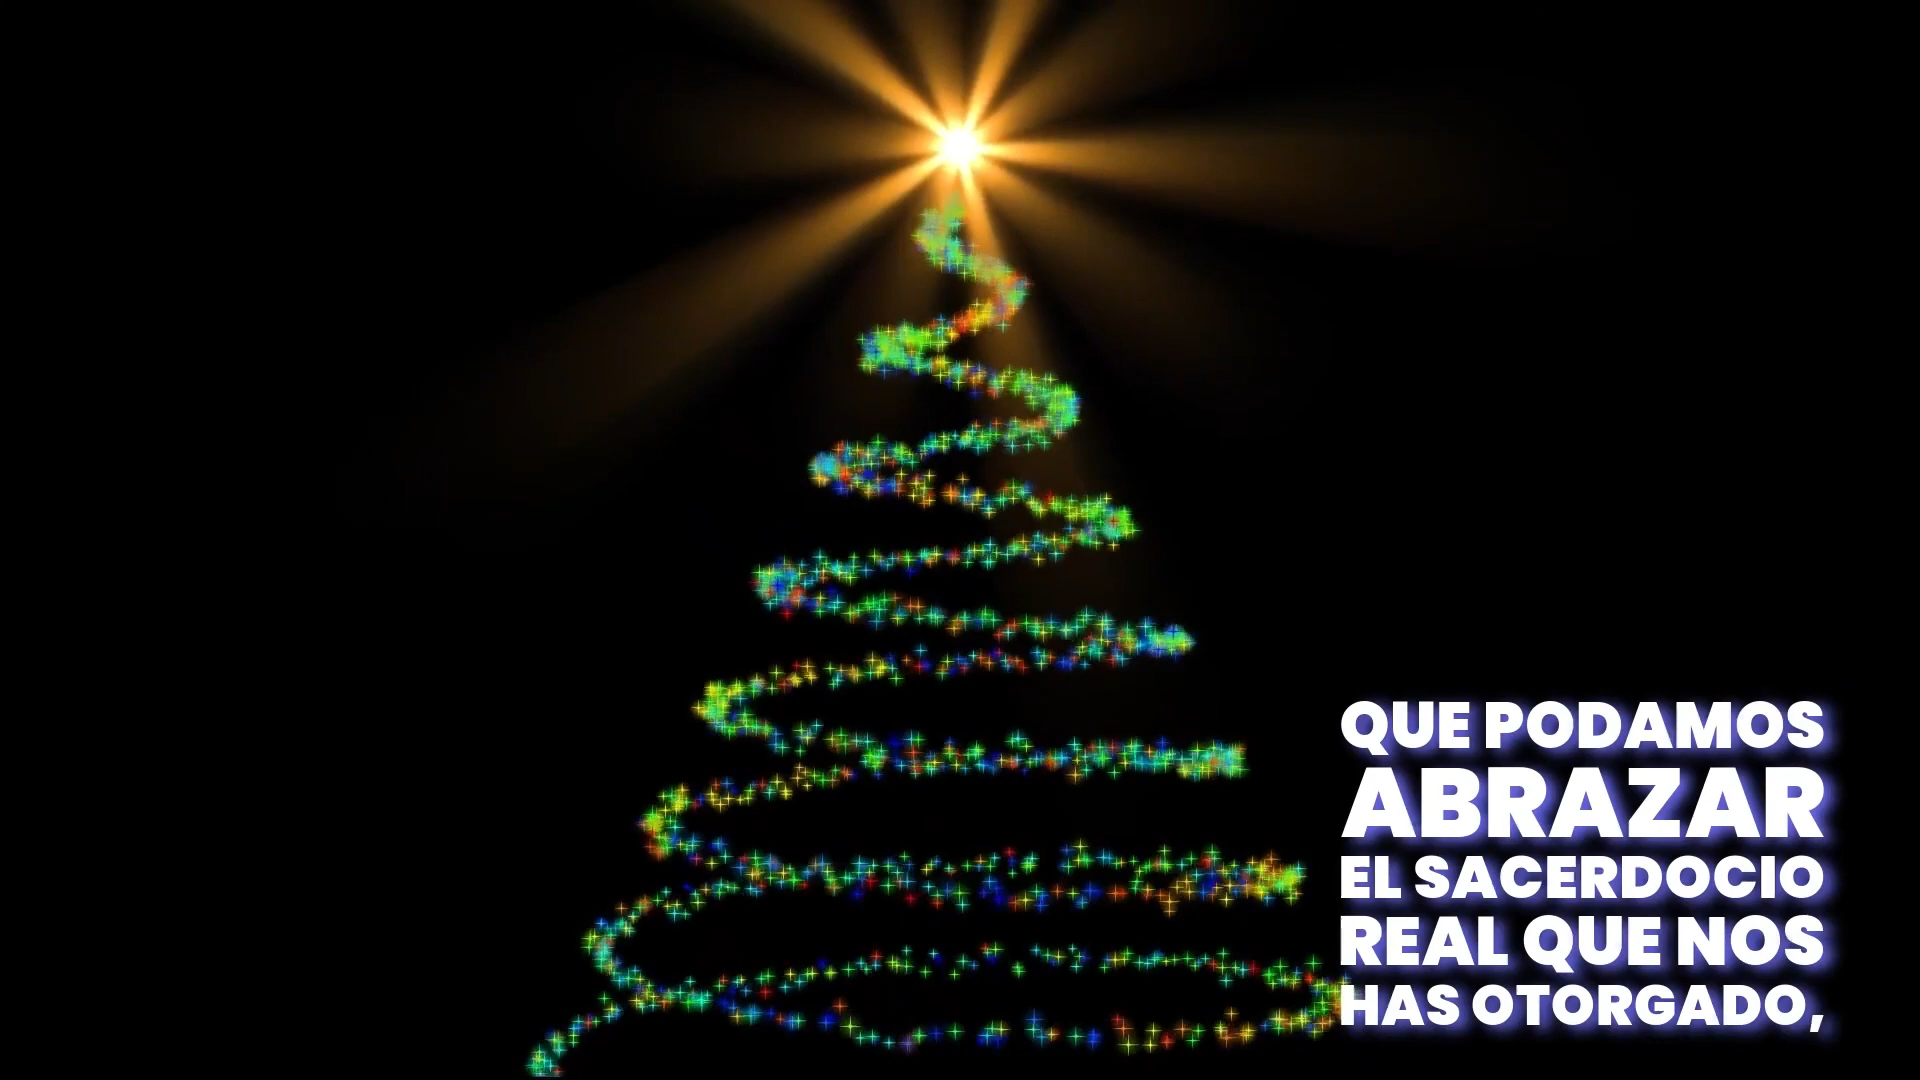 QUE PODAMOS
ABRAZAR
EL SACERDOCIO
REAL QUE NOS
HAS OTORGADO,